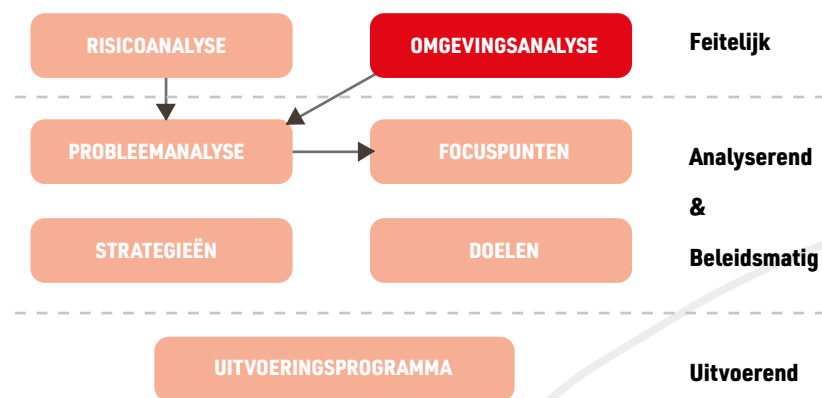 RISICOANALYSE
OMGEVINGSANALYSE
Feitelijk
PROBLEEMANALYSE
FOCUSPUNTEN
Analyserend
&
Beleidsmatig
STRATEGIEËN
DOELEN
UITVOERINGSPROGRAMMA
Uitvoerend